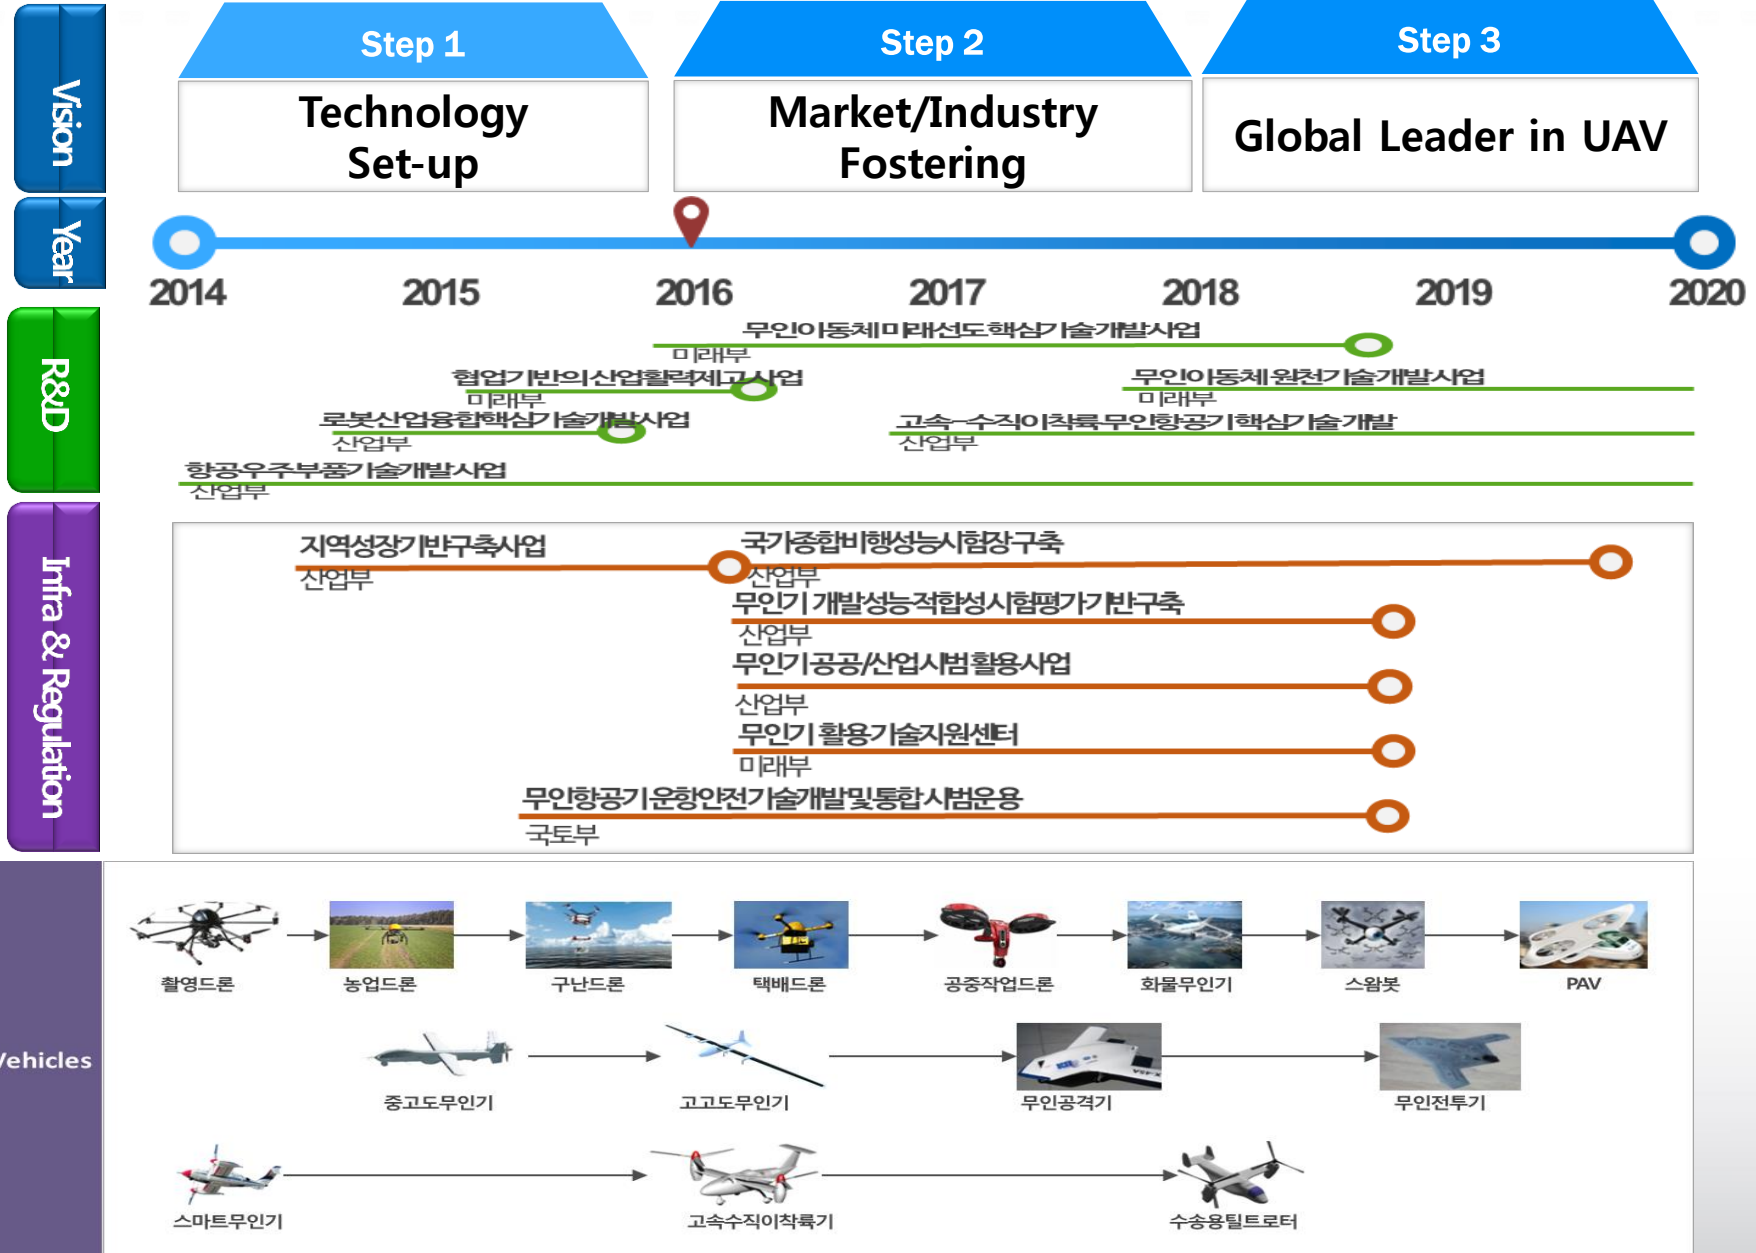 Vision
Step 1
Step 2
Step 3
Technology
Set-up
Market/Industry
Fostering
Global Leader in UAV
Year
2014
2015
2016
2017
2018
2019
2020
R&D
무인이동체 미래선도 핵심기술개발사업
미래부
협업기반의 산업활력제고사업
미래부
무인이동체 원천기술개발사업
미래부
로봇산업융합핵심기술개발사업
산업부
고속-수직이착륙 무인항공기 핵심기술 개발
산업부
항공우주부품기술개발사업
산업부
Infra & Regulation
지역성장기반구축사업
산업부
국가종합비행성능시험장 구축
산업부
무인기 개발성능적합성 시험평가 기반구축
산업부
무인기 공공/산업 시범 활용사업
산업부
무인기 활용기술지원센터
미래부
무인항공기 운항안전기술개발 및 통합 시범운용
국토부
Vehicles
촬영드론
농업드론
구난드론
택배드론
공중작업드론
화물무인기
스왐봇
PAV
중고도무인기
고고도무인기
무인공격기
무인전투기
스마트무인기
고속수직이착륙기
수송용틸트로터